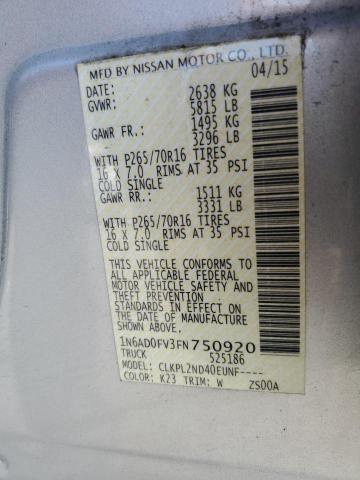 MFD BY NISSAN MOTOR CO., LTD.
DATE: 04/15
GVWR: 2638 KG
5815 LB
GAWR FR.: 1495 KG
3296 LB
WITH P265/70R16 TIRES
16 X 7.0 RIMS AT 35 PSI
COLD SINGLE
GAWR RR.: 1511 KG
3331 LB
WITH P265/70R16 TIRES
16 X 7.0 RIMS AT 35 PSI
COLD SINGLE
THIS VEHICLE CONFORMS TO
ALL APPLICABLE FEDERAL
MOTOR VEHICLE SAFETY AND
THEFT PREVENTION
STANDARDS IN EFFECT ON
THE DATE OF MANUFACTURE
SHOWN ABOVE.
1N6AD0FV3FN750920
TRUCK 525186
MODEL: CLKPL2ND40EUNF----
COLOR: K23 TRIM: W ZS00A